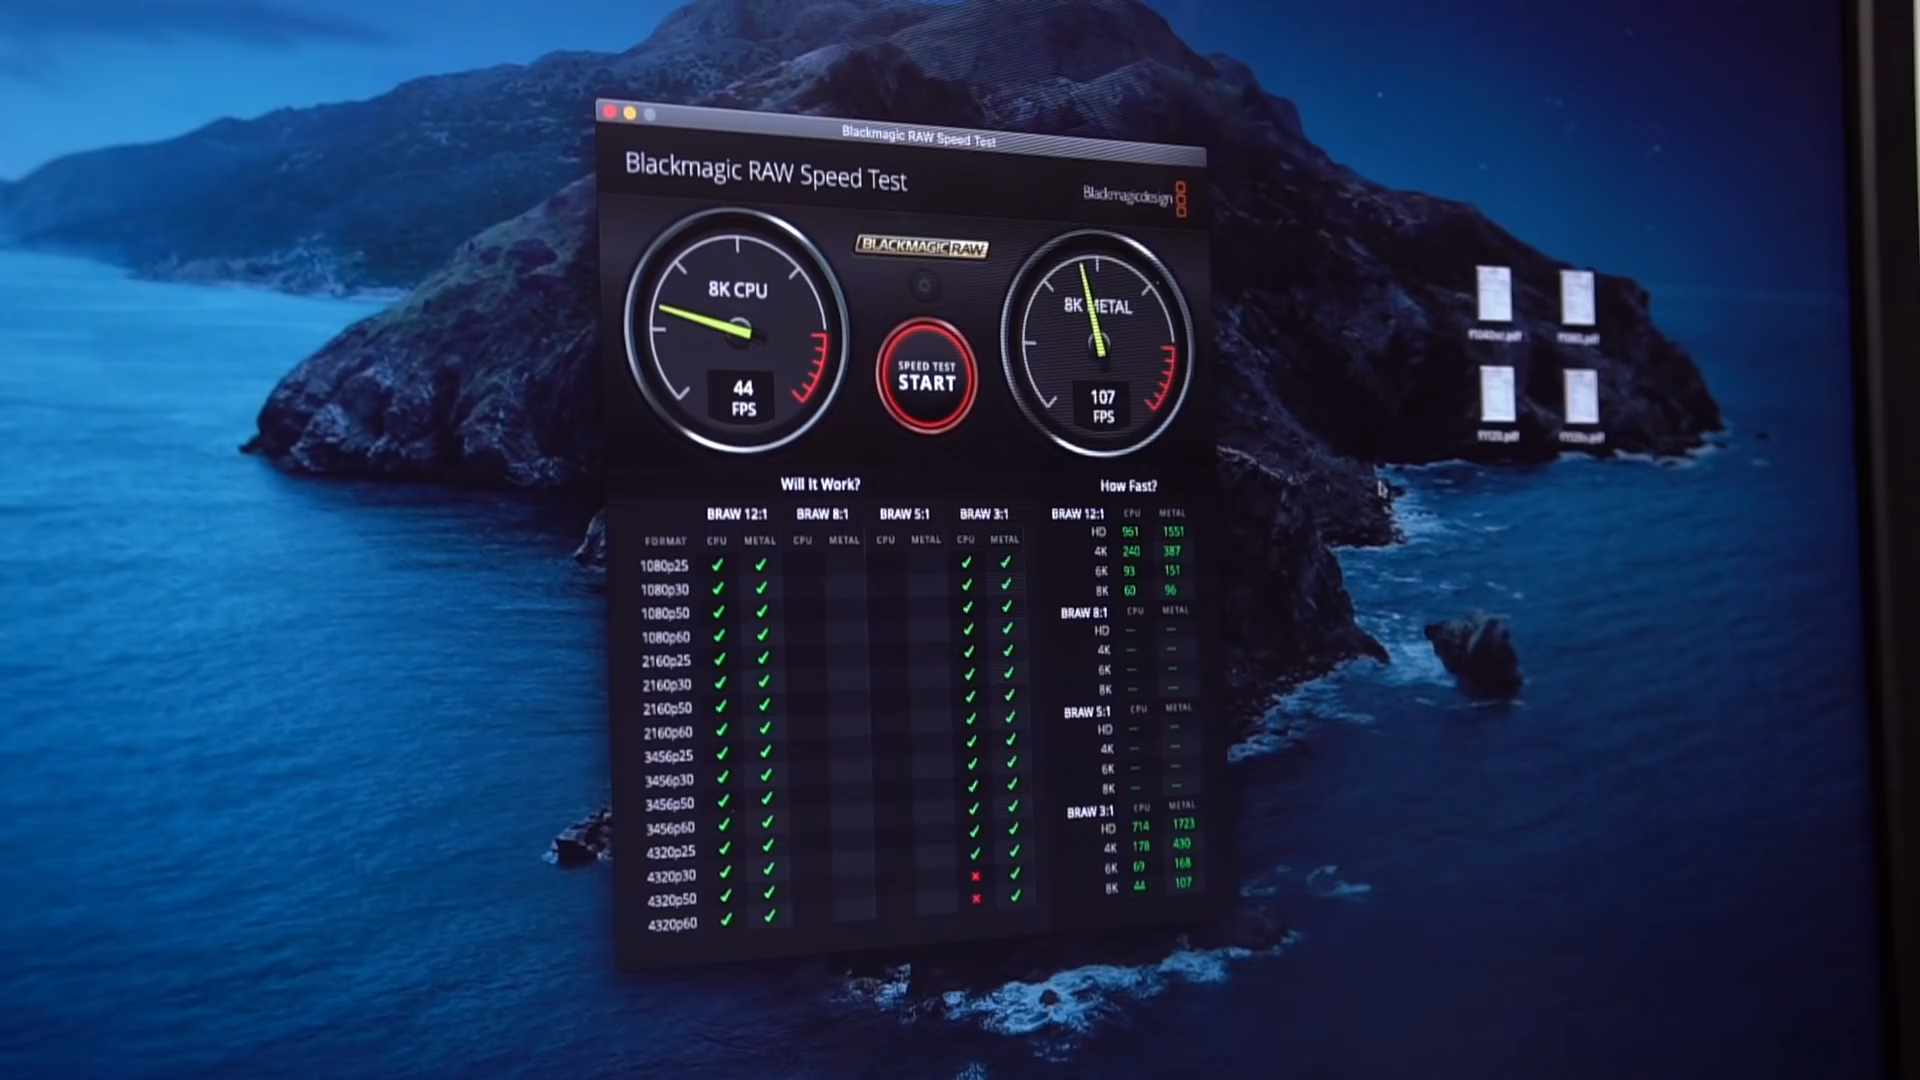 Blackmagic RAW Speed Test
Blackmagic RAW Speed Test
Blackmagicdesign
8K CPU
44
FPS
BLACKMAGIC RAW
SPEED TEST
START
8K METAL
107
FPS
Will It Work?
BRAW 12:1 BRAW 8:1 BRAW 5:1 BRAW 3:1
FORMAT CPU METAL CPU METAL CPU METAL CPU METAL
1080p25
1080p30
1080p50
1080p60
2160p25
2160p30
2160p50
2160p60
3456p25
3456p30
3456p50
3456p60
4320p25
4320p30
4320p50
4320p60
How Fast?
BRAW 12:1 CPU METAL
HD 961 1551
4K 240 387
6K 93 151
8K 60 96
BRAW 8:1 CPU METAL
HD — —
4K — —
6K — —
8K — —
BRAW 5:1 CPU METAL
HD — —
4K — —
6K — —
8K — —
BRAW 3:1 CPU METAL
HD 714 1723
4K 178 430
6K 69 168
8K 44 107